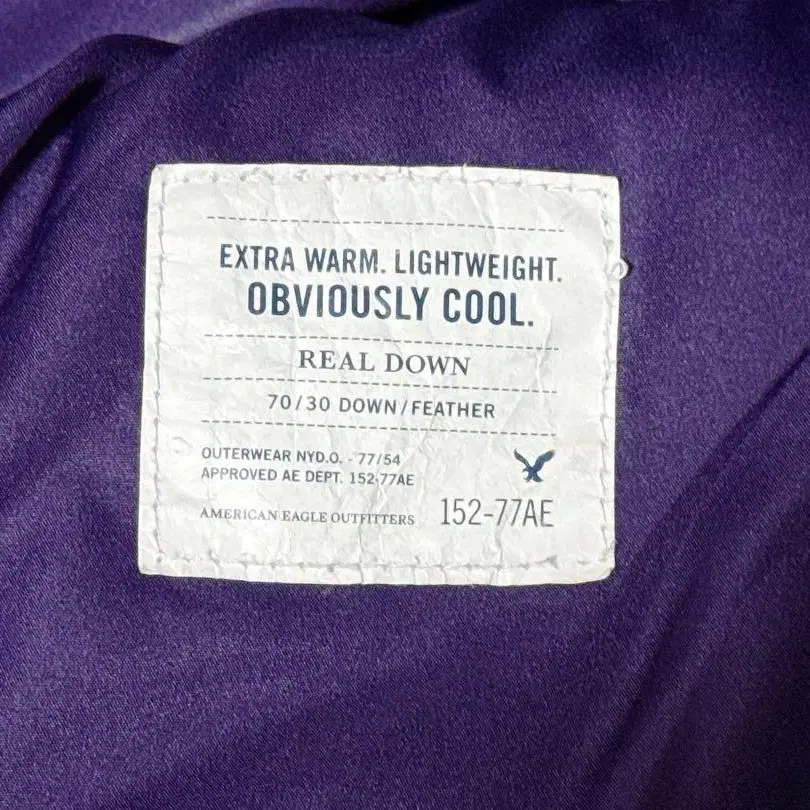 EXTRA WARM. LIGHTWEIGHT.
OBVIOUSLY COOL.
REAL DOWN
70/30 DOWN/FEATHER
OUTERWEAR NYD.O. - 77/54
APPROVED AE DEPT. 152-77AE
AMERICAN EAGLE OUTFITTERS 152-77AE